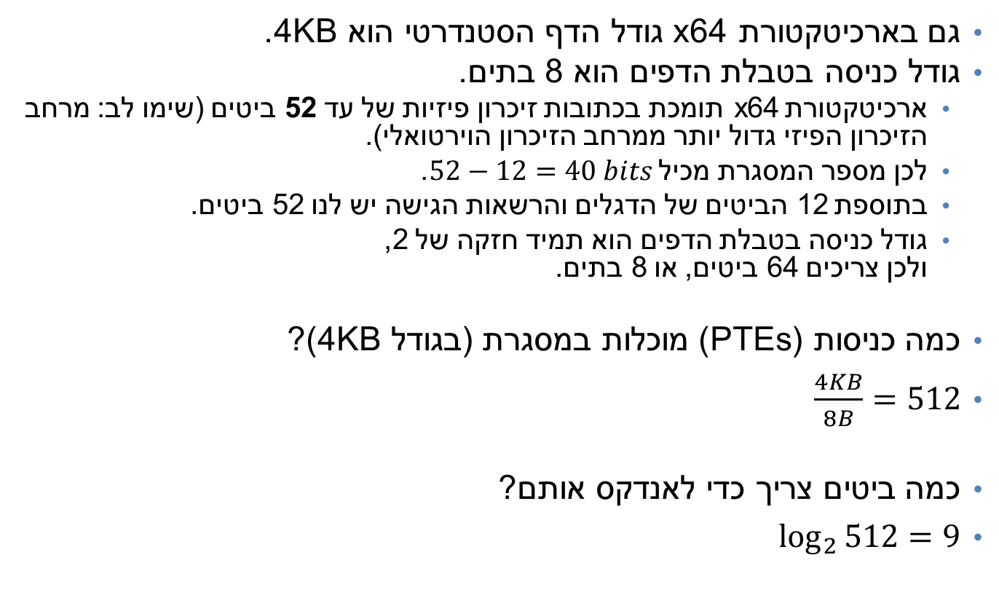 • גם בארכיטקטורת x64 גודל הדף הסטנדרטי הוא 4KB.
• גודל כניסה בטבלת הדפים הוא 8 בתים.
• ארכיטקטורת x64 תומכת בכתובות זיכרון פיזיות של עד 52 ביטים (שימו לב: מרחב
הזיכרון הפיזי גדול יותר ממרחב הזיכרון הוירטואלי).
• לכן מספר המסגרת מכיל 52 − 12 = 40 bits.
• בתוספת 12 הביטים של הדגלים והרשאות הגישה יש לנו 52 ביטים.
• גודל כניסה בטבלת הדפים הוא תמיד חזקה של 2,
ולכן צריכים 64 ביטים, או 8 בתים.
• כמה כניסות (PTEs) מוכלות במסגרת (בגודל 4KB)?
• 4KB/8B = 512
• כמה ביטים צריך כדי לאנדקס אותם?
• log₂ 512 = 9